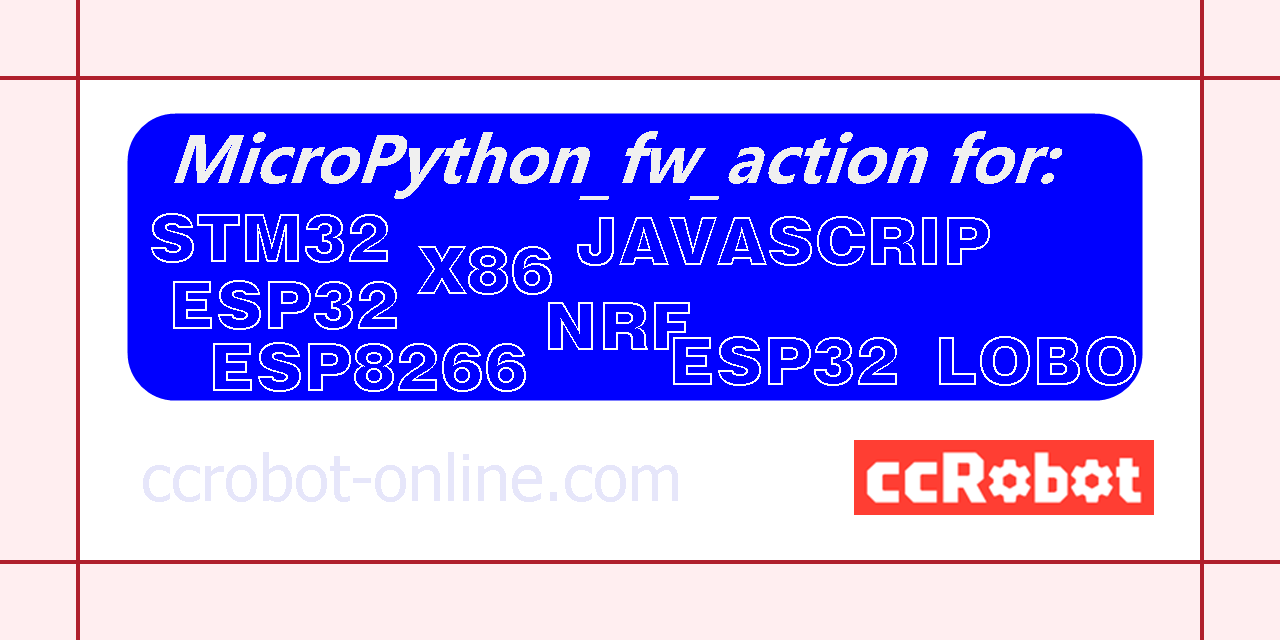 MicroPython_fw_action for:
STM32
X86
JAVASCRIP
ESP32
NRF
ESP8266
ESP32 LOBO
ccrobot-online.com
ccRobot